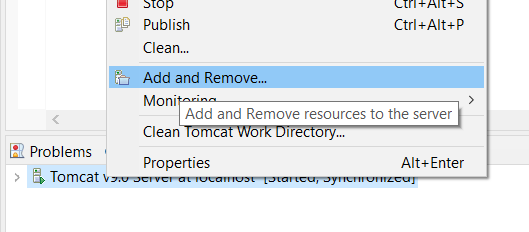 Stop Ctrl+Alt+S
Publish Ctrl+Alt+P
Clean...
Add and Remove...
Monitoring
Add and Remove resources to the server
Clean Tomcat Work Directory...
Problems
Properties Alt+Enter
Tomcat v9.0 Server at localhost [Started, Synchronized]